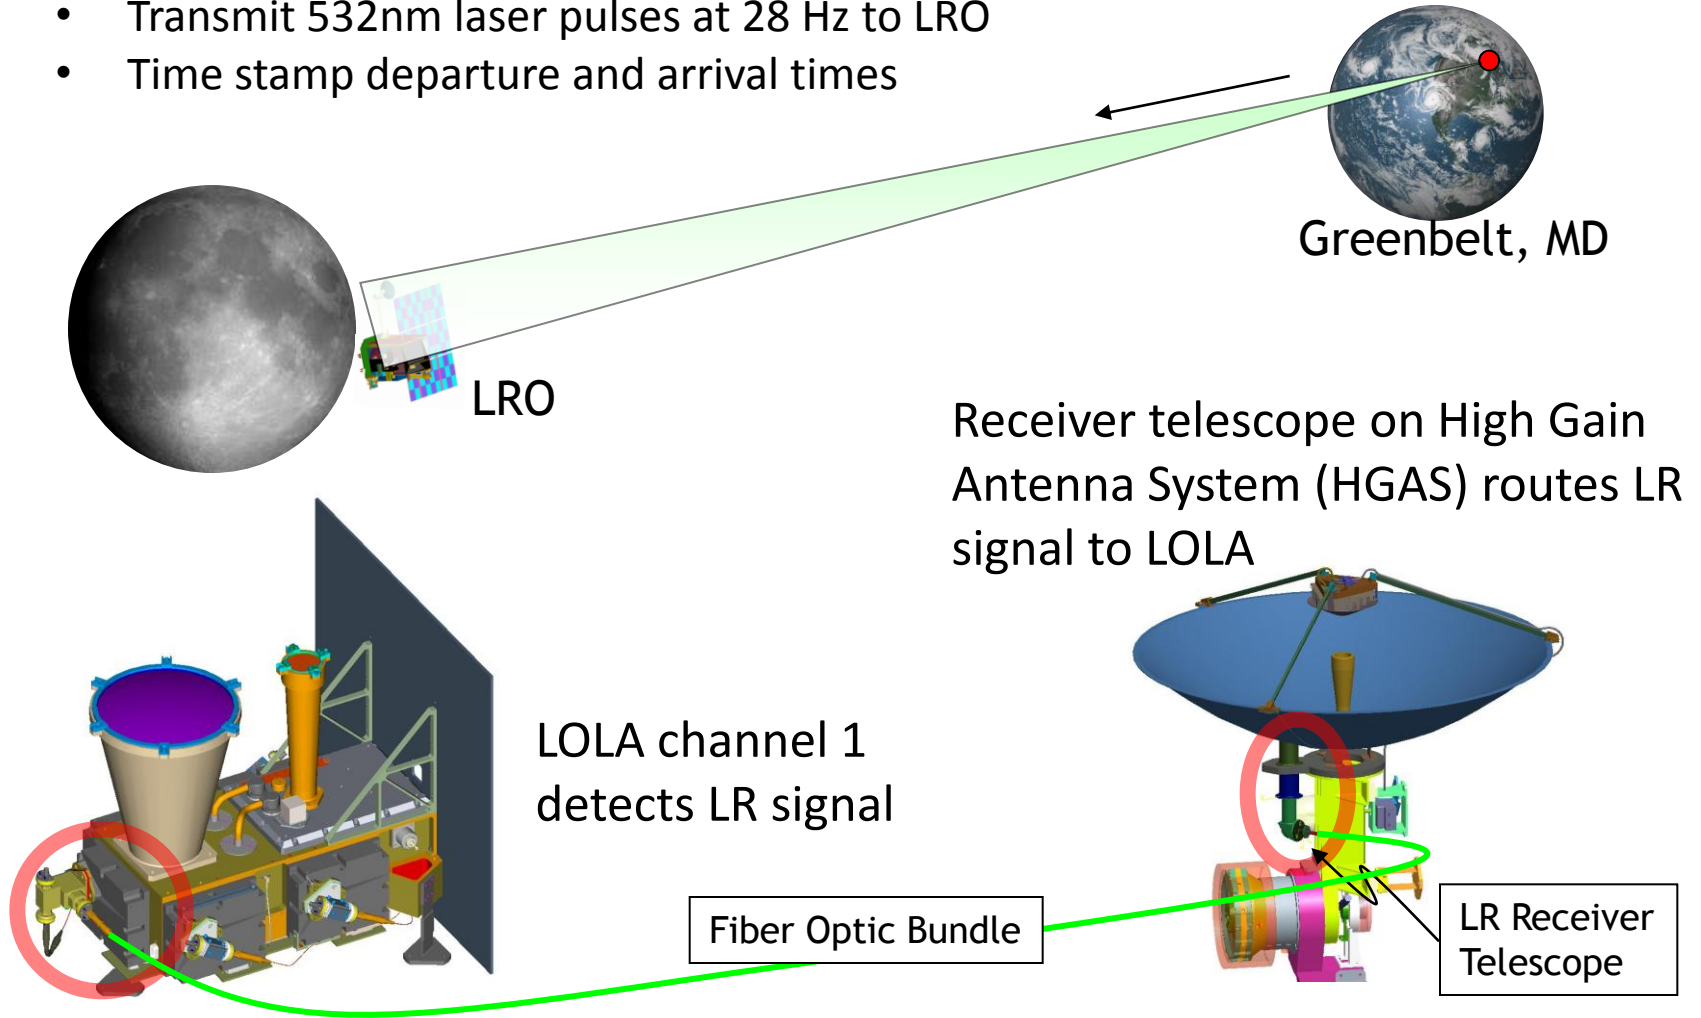 • Transmit 532nm laser pulses at 28 Hz to LRO
• Time stamp departure and arrival times
Greenbelt, MD
LRO
Receiver telescope on High Gain
Antenna System (HGAS) routes LR
signal to LOLA
LOLA channel 1
detects LR signal
Fiber Optic Bundle
LR Receiver
Telescope